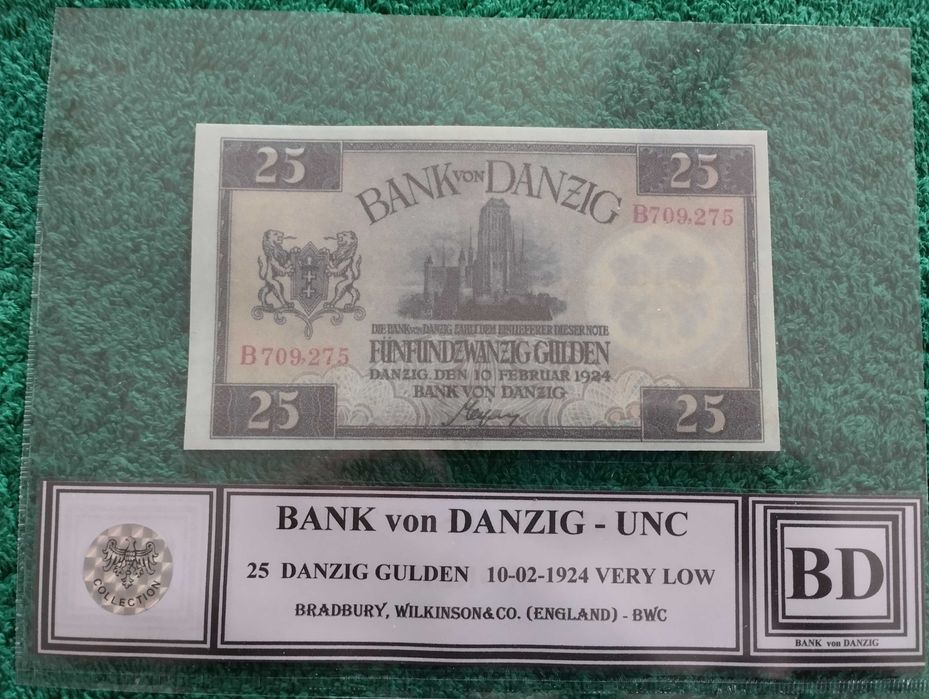 25
25
BANK VON DANZIG
B709,275
DIE BANK VON DANZIG ZAHLT DEM EINLIEFERER DIESER NOTE
B709,275
FÜNFUNDZWANZIG GULDEN
DANZIG, DEN 10 FEBRUAR 1924
BANK VON DANZIG
25
25
COLLECTION
BANK von DANZIG - UNC
25 DANZIG GULDEN 10-02-1924 VERY LOW
BRADBURY, WILKINSON&CO. (ENGLAND) - BWC
BD
BANK von DANZIG